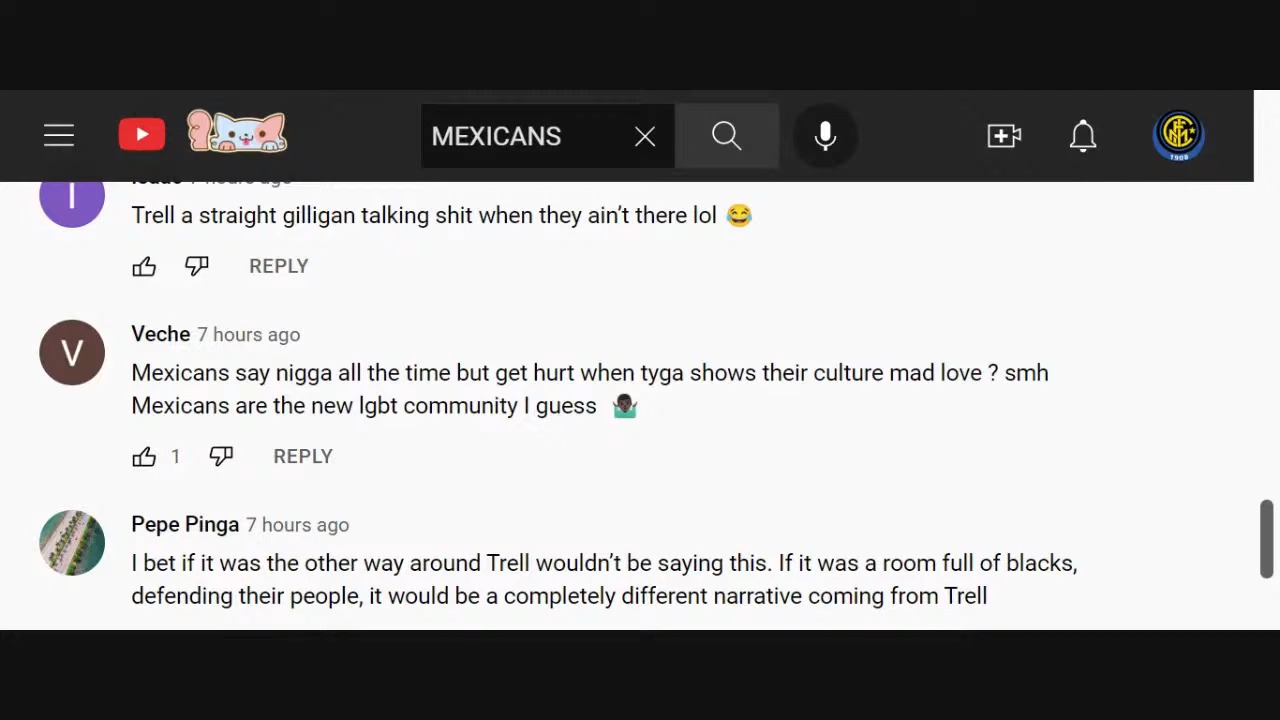 MEXICANS
7 hours ago
Trell a straight gilligan talking shit when they ain't there lol 😂
REPLY
Veche 7 hours ago
Mexicans say nigga all the time but get hurt when tyga shows their culture mad love ? smh
Mexicans are the new lgbt community I guess 🤷🏿‍♂️
1 REPLY
Pepe Pinga 7 hours ago
I bet if it was the other way around Trell wouldn't be saying this. If it was a room full of blacks,
defending their people, it would be a completely different narrative coming from Trell